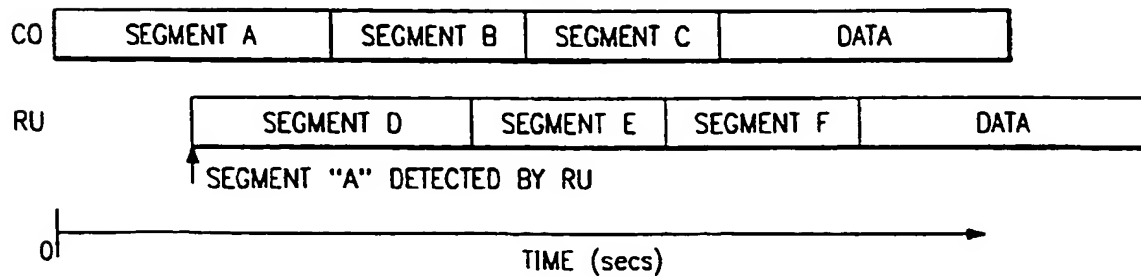 CO SEGMENT A SEGMENT B SEGMENT C DATA
RU SEGMENT D SEGMENT E SEGMENT F DATA
SEGMENT "A" DETECTED BY RU
0
TIME (secs)